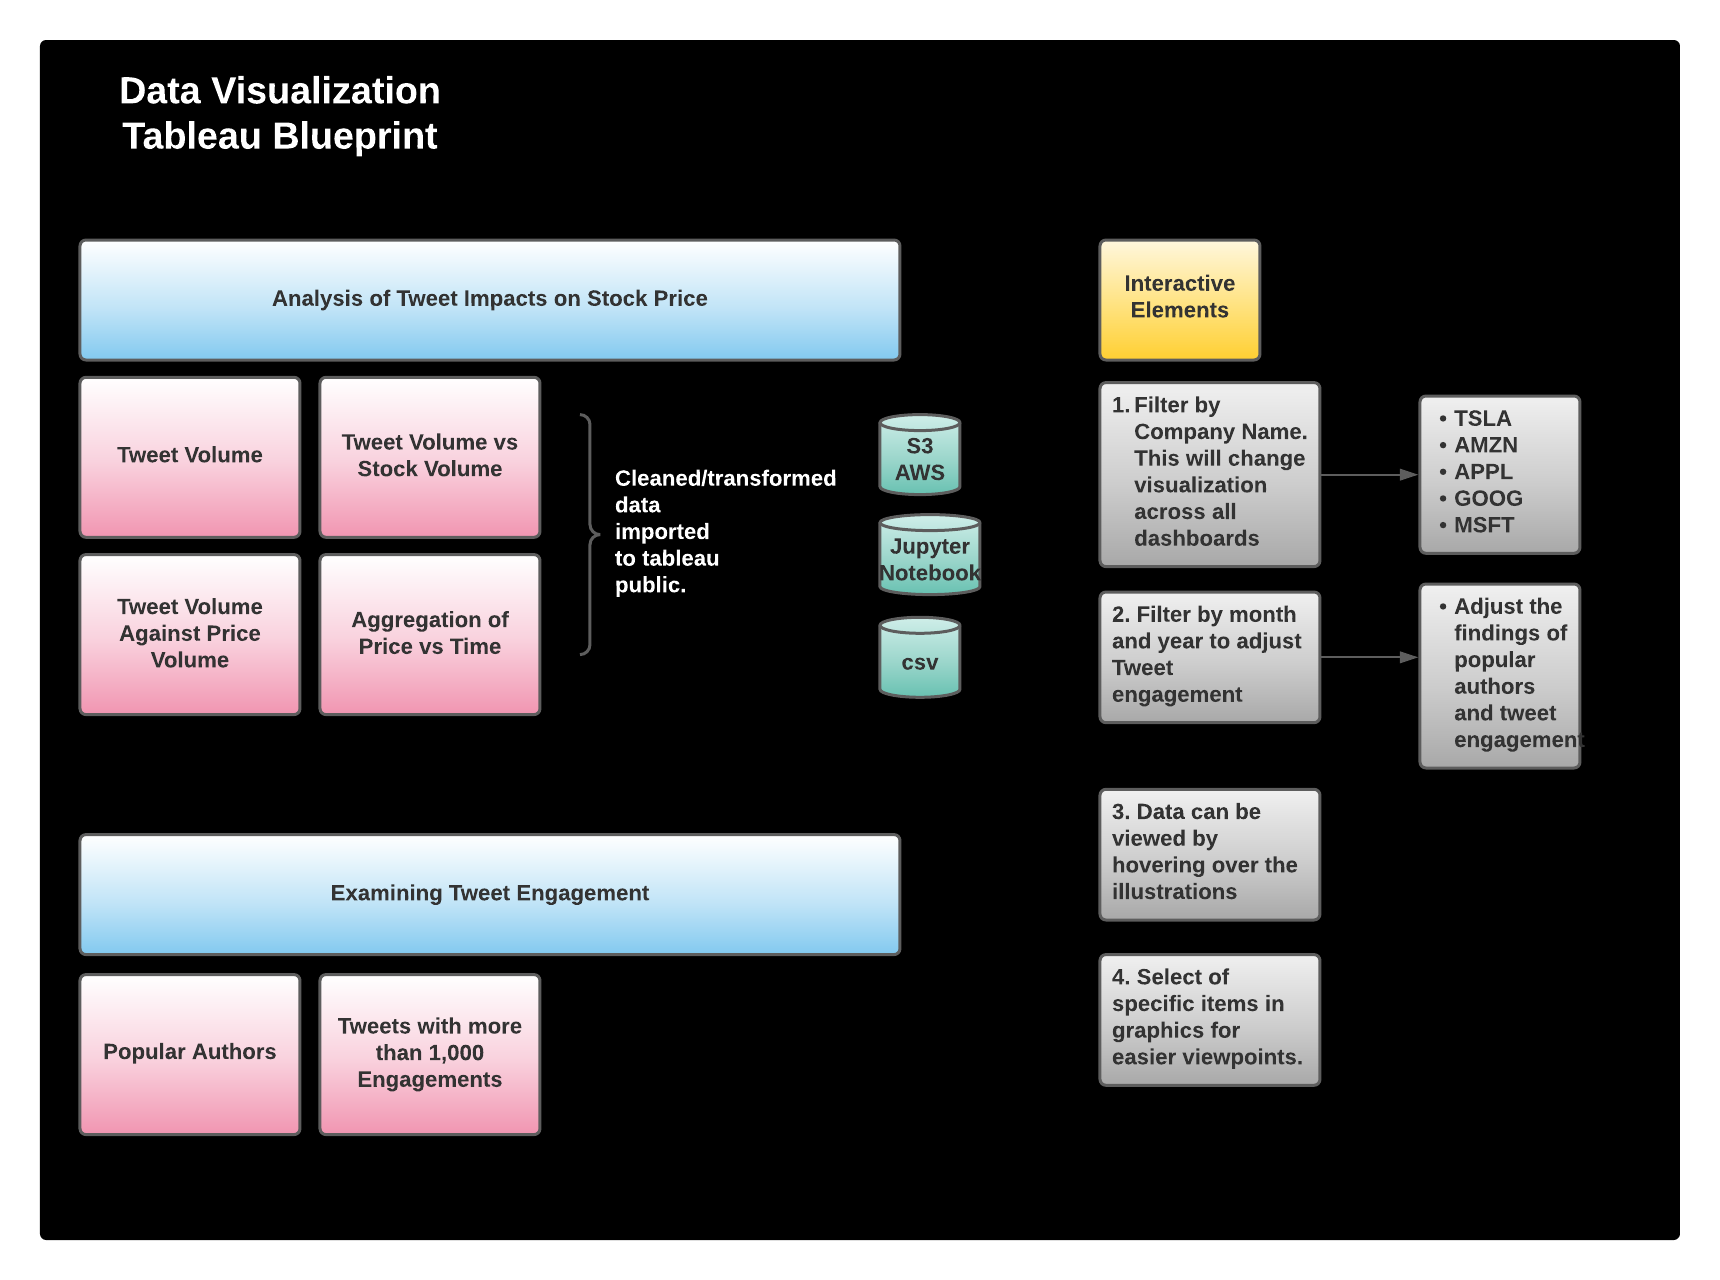 Data Visualization
Tableau Blueprint
Analysis of Tweet Impacts on Stock Price
Tweet Volume
Tweet Volume vs
Stock Volume
Tweet Volume
Against Price
Volume
Aggregation of
Price vs Time
Cleaned/transformed
data
imported
to tableau
public.
S3
AWS
Jupyter
Notebook
csv
Examining Tweet Engagement
Popular Authors
Tweets with more
than 1,000
Engagements
Interactive
Elements
1. Filter by
Company Name.
This will change
visualization
across all
dashboards
• TSLA
• AMZN
• APPL
• GOOG
• MSFT
2. Filter by month
and year to adjust
Tweet
engagement
• Adjust the
findings of
popular
authors
and tweet
engagement
3. Data can be
viewed by
hovering over the
illustrations
4. Select of
specific items in
graphics for
easier viewpoints.